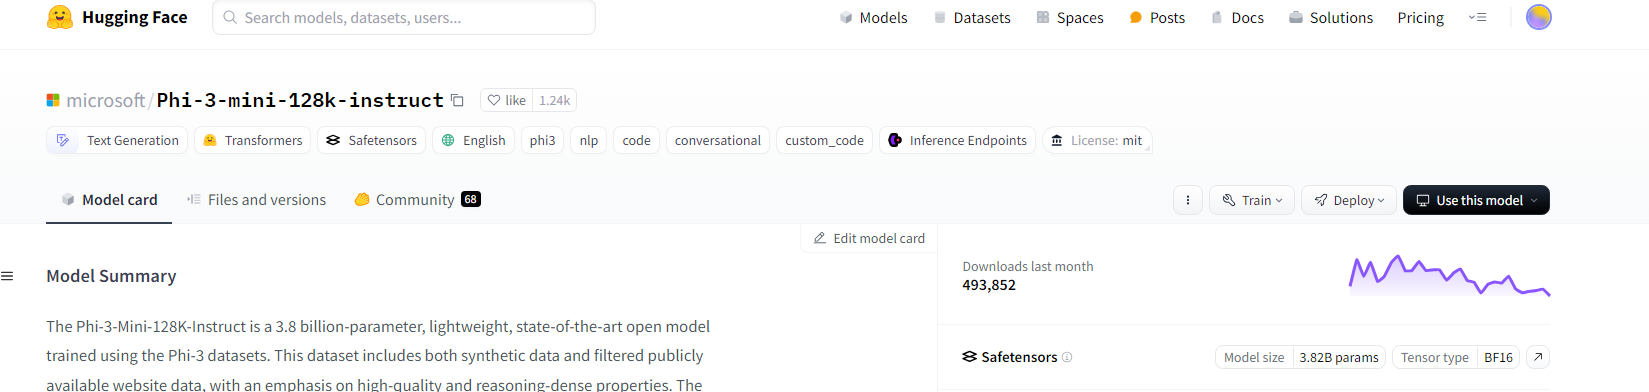 Hugging Face Search models, datasets, users... Models Datasets Spaces Posts Docs Solutions Pricing
microsoft/Phi-3-mini-128k-instruct like 1.24k
Text Generation Transformers Safetensors English phi3 nlp code conversational custom_code Inference Endpoints License: mit
Model card Files and versions Community 68 Train Deploy Use this model
Edit model card
Model Summary
The Phi-3-Mini-128K-Instruct is a 3.8 billion-parameter, lightweight, state-of-the-art open model
trained using the Phi-3 datasets. This dataset includes both synthetic data and filtered publicly
available website data, with an emphasis on high-quality and reasoning-dense properties. The
Downloads last month
493,852
Safetensors Model size 3.82B params Tensor type BF16